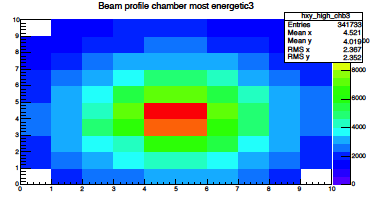 Beam profile chamber most energetic3
hxy_high_chb3
Entries 341733
Mean x 4.521
Mean y 4.019
RMS x 2.367
RMS y 2.352
10
9
8
7
6
5
4
3
2
1
0
0 1 2 3 4 5 6 7 8 9 10
8000
6000
4000
2000
0